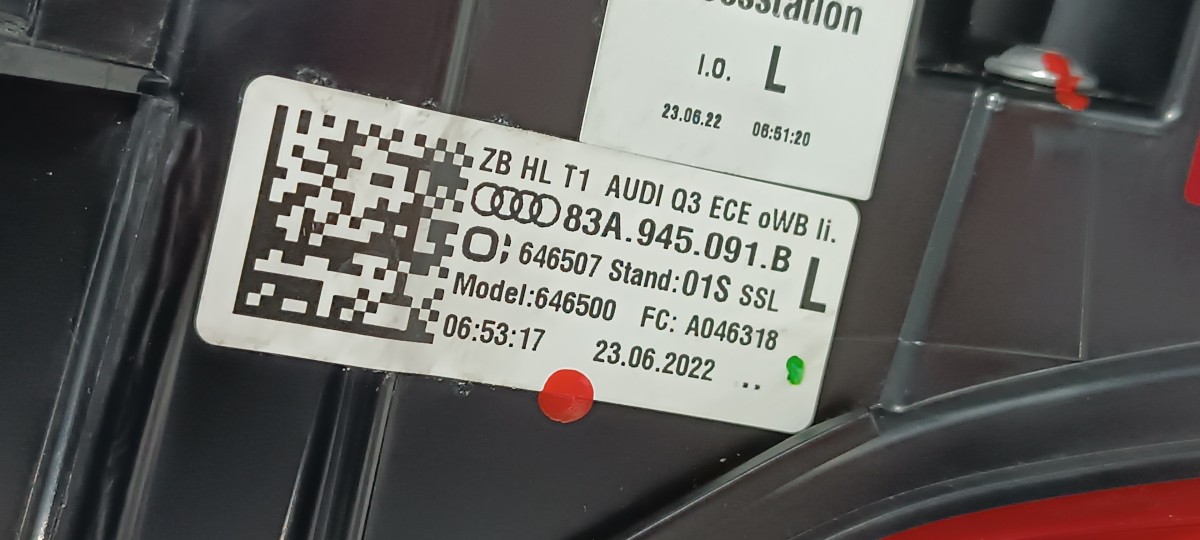 I.O. L
23.06.22 06:51:20
ZB HL T1 AUDI Q3 ECE oWB li.
83A.945.091.B
646507 Stand:01S SSL L
Model:646500 FC: A046318
06:53:17 23.06.2022 ..